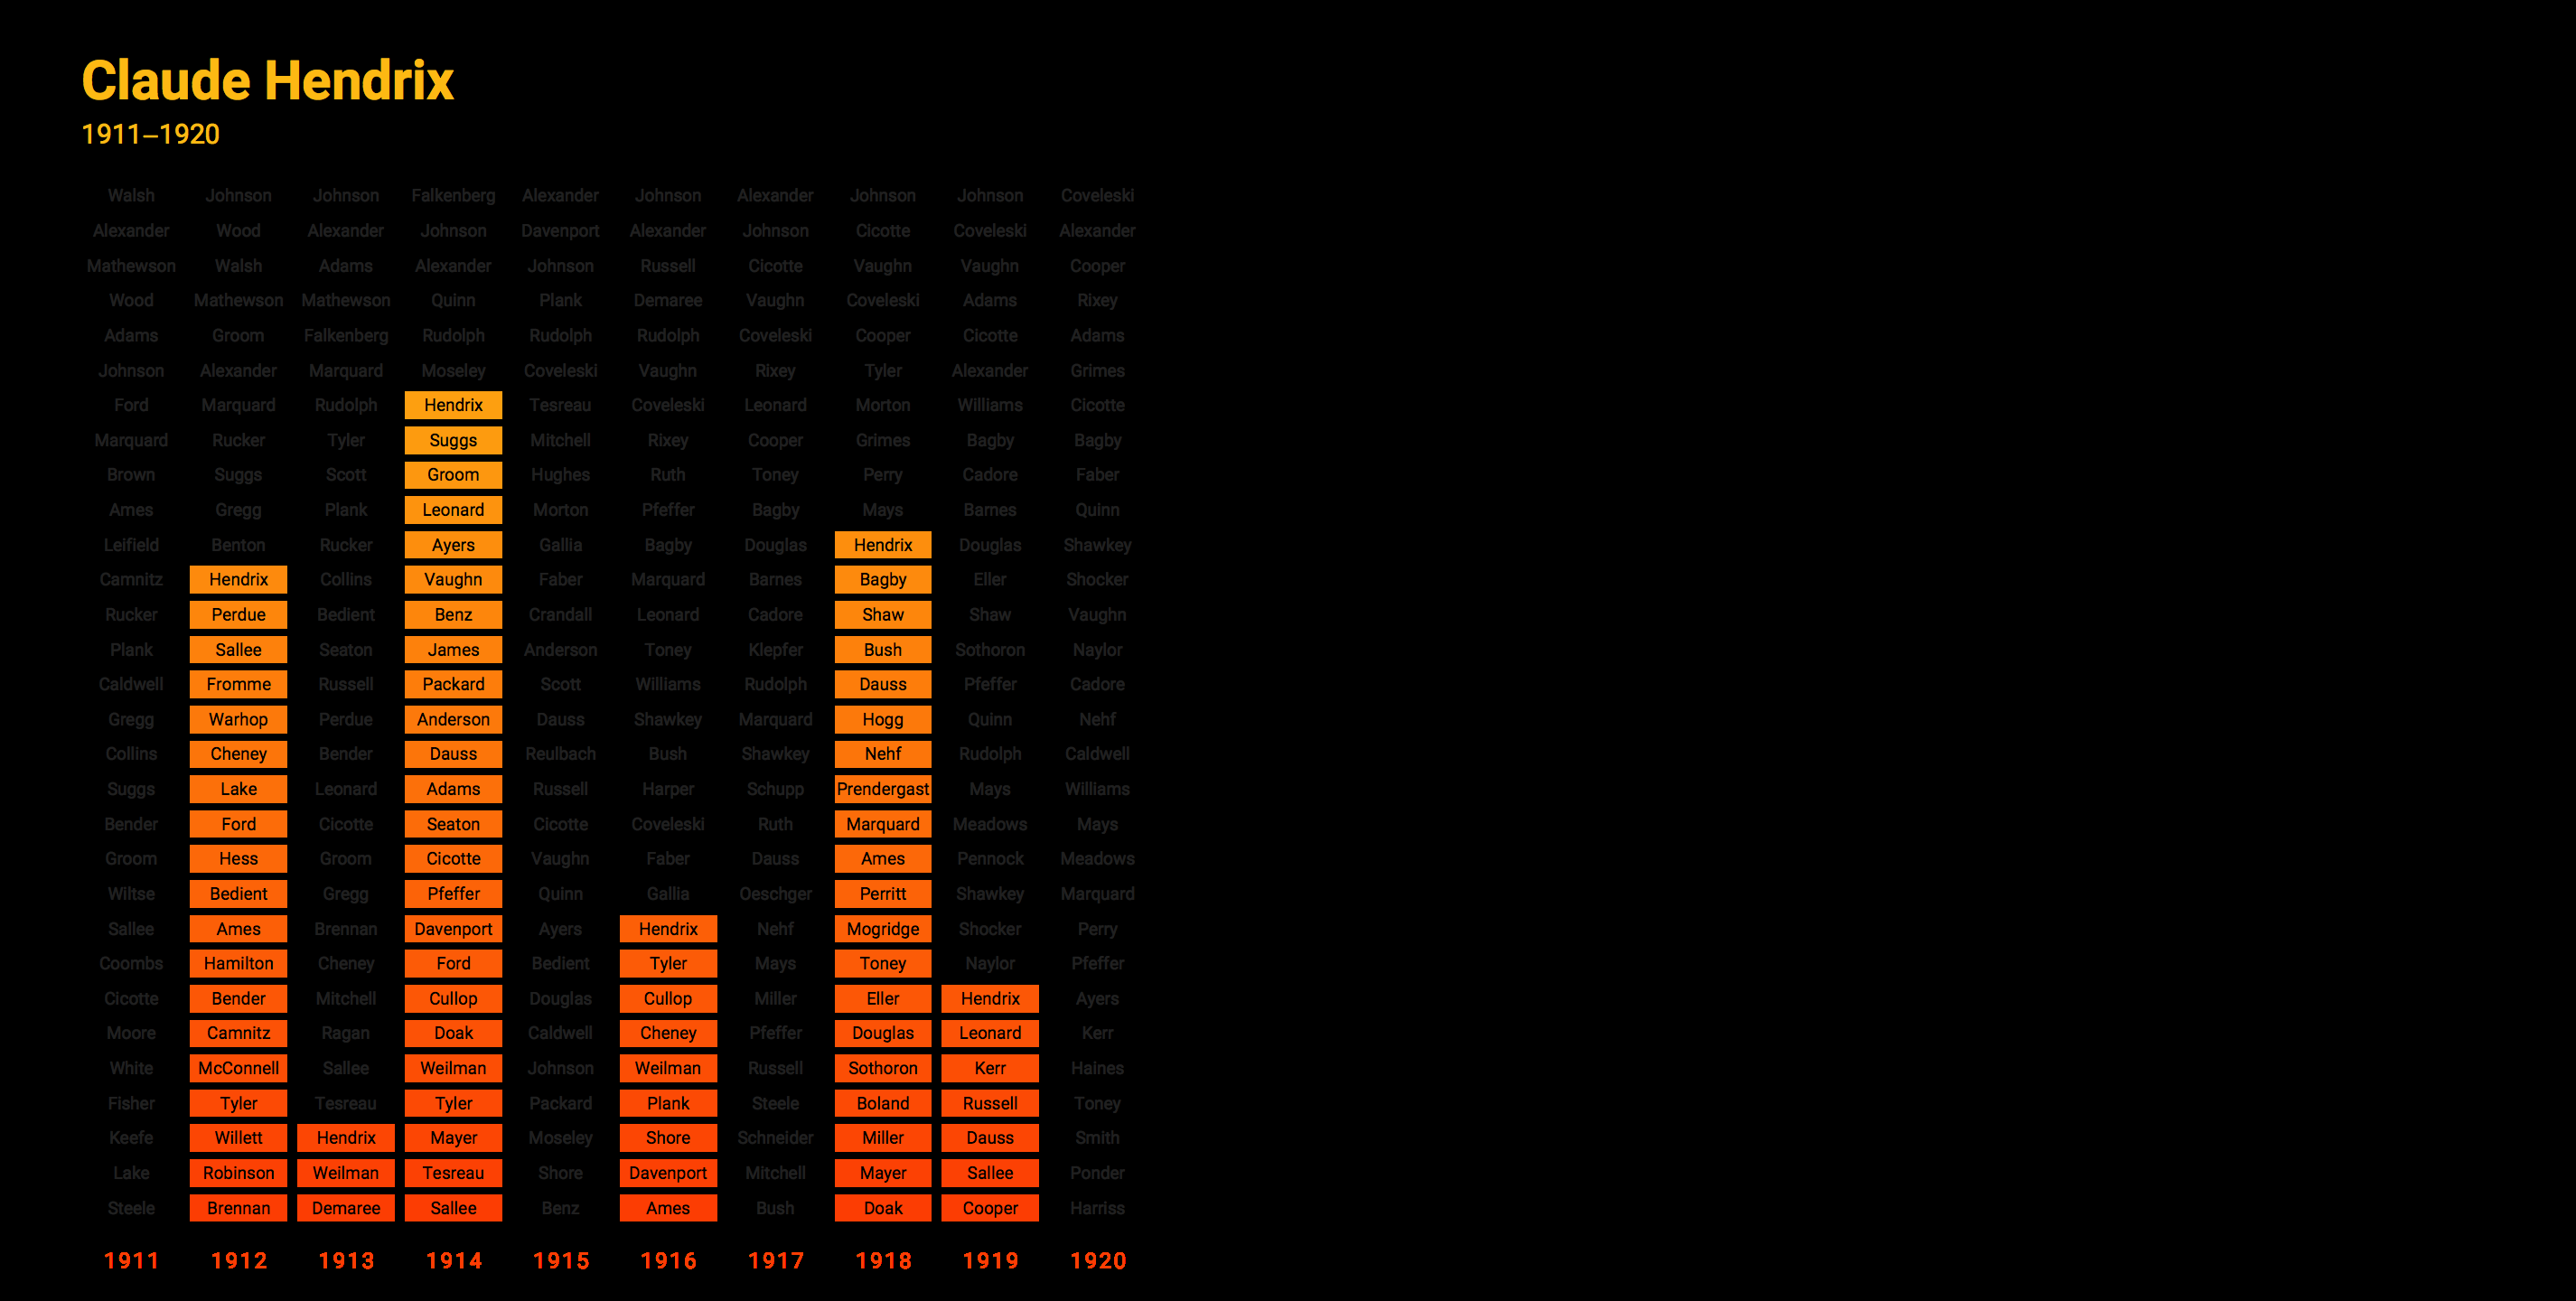 Claude Hendrix
1911–1920
Walsh Johnson Johnson Falkenberg Alexander Johnson Alexander Johnson Johnson Coveleski
Alexander Wood Alexander Johnson Davenport Alexander Johnson Cicotte Coveleski Alexander
Mathewson Walsh Adams Alexander Johnson Russell Cicotte Vaughn Vaughn Cooper
Wood Mathewson Mathewson Quinn Plank Demaree Vaughn Coveleski Adams Rixey
Adams Groom Falkenberg Rudolph Rudolph Rudolph Coveleski Cooper Cicotte Adams
Johnson Alexander Marquard Moseley Coveleski Vaughn Rixey Tyler Alexander Grimes
Ford Marquard Rudolph Hendrix Tesreau Coveleski Leonard Morton Williams Cicotte
Marquard Rucker Tyler Suggs Mitchell Rixey Cooper Grimes Bagby Bagby
Brown Suggs Scott Groom Hughes Ruth Toney Perry Cadore Faber
Ames Gregg Plank Leonard Morton Pfeffer Bagby Mays Barnes Quinn
Leifield Benton Rucker Ayers Gallia Bagby Douglas Hendrix Douglas Shawkey
Camnitz Hendrix Collins Vaughn Faber Marquard Barnes Bagby Eller Shocker
Rucker Perdue Bedient Benz Crandall Leonard Cadore Shaw Shaw Vaughn
Plank Sallee Seaton James Anderson Toney Klepfer Bush Sothoron Naylor
Caldwell Fromme Russell Packard Scott Williams Rudolph Dauss Pfeffer Cadore
Gregg Warhop Perdue Anderson Dauss Shawkey Marquard Hogg Quinn Nehf
Collins Cheney Bender Dauss Reulbach Bush Shawkey Nehf Rudolph Caldwell
Suggs Lake Leonard Adams Russell Harper Schupp Prendergast Mays Williams
Bender Ford Cicotte Seaton Cicotte Coveleski Ruth Marquard Meadows Mays
Groom Hess Groom Cicotte Vaughn Faber Dauss Ames Pennock Meadows
Wiltse Bedient Gregg Pfeffer Quinn Gallia Oeschger Perritt Shawkey Marquard
Sallee Ames Brennan Davenport Ayers Hendrix Nehf Mogridge Shocker Perry
Coombs Hamilton Cheney Ford Bedient Tyler Mays Toney Naylor Pfeffer
Cicotte Bender Mitchell Cullop Douglas Cullop Miller Eller Hendrix Ayers
Moore Camnitz Ragan Doak Caldwell Cheney Pfeffer Douglas Leonard Kerr
White McConnell Sallee Weilman Johnson Weilman Russell Sothoron Kerr Haines
Fisher Tyler Tesreau Tyler Packard Plank Steele Boland Russell Toney
Keefe Willett Hendrix Mayer Moseley Shore Schneider Miller Dauss Smith
Lake Robinson Weilman Tesreau Shore Davenport Mitchell Mayer Sallee Ponder
Steele Brennan Demaree Sallee Benz Ames Bush Doak Cooper Harriss
1911 1912 1913 1914 1915 1916 1917 1918 1919 1920